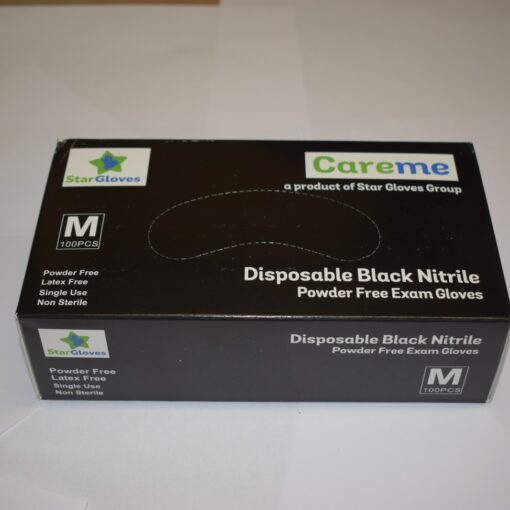 StarGloves
Careme
a product of Star Gloves Group
M
100PCS
Powder Free
Latex Free
Single Use
Non Sterile
Disposable Black Nitrile
Powder Free Exam Gloves
StarGloves
Powder Free
Latex Free
Single Use
Non Sterile
Disposable Black Nitrile
Powder Free Exam Gloves
M
100PCS